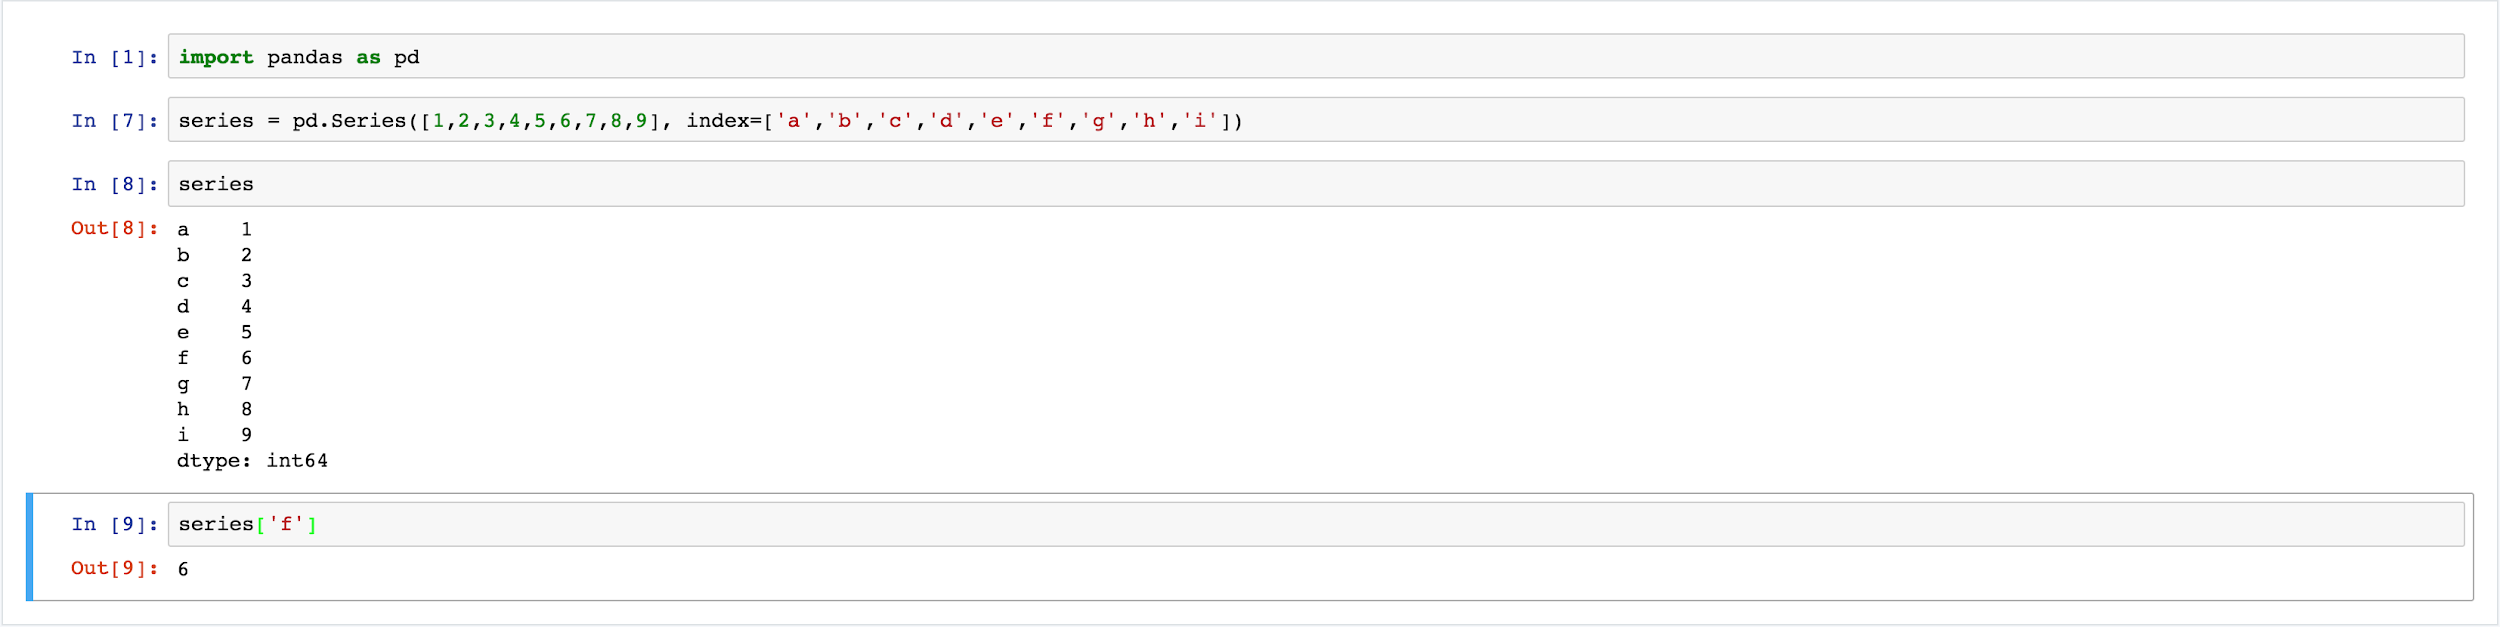 In [1]: import pandas as pd
In [7]: series = pd.Series([1,2,3,4,5,6,7,8,9], index=['a','b','c','d','e','f','g','h','i'])
In [8]: series
Out[8]: a    1
b    2
c    3
d    4
e    5
f    6
g    7
h    8
i    9
dtype: int64
In [9]: series['f']
Out[9]: 6